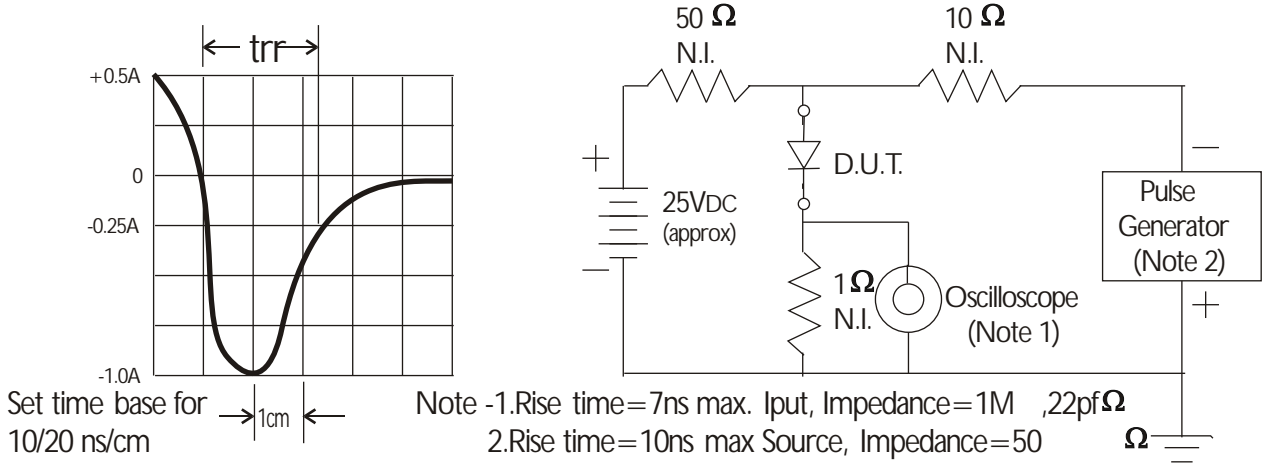 trr
+0.5A
0
-0.25A
-1.0A
1cm
Set time base for
10/20 ns/cm
50 Ω
N.I.
10 Ω
N.I.
+
25VDC
(approx)
−
D.U.T.
1Ω
N.I.
Oscilloscope
(Note 1)
−
Pulse
Generator
(Note 2)
+
Note -1.Rise time=7ns max. Iput, Impedance=1M ,22pfΩ
2.Rise time=10ns max Source, Impedance=50 Ω